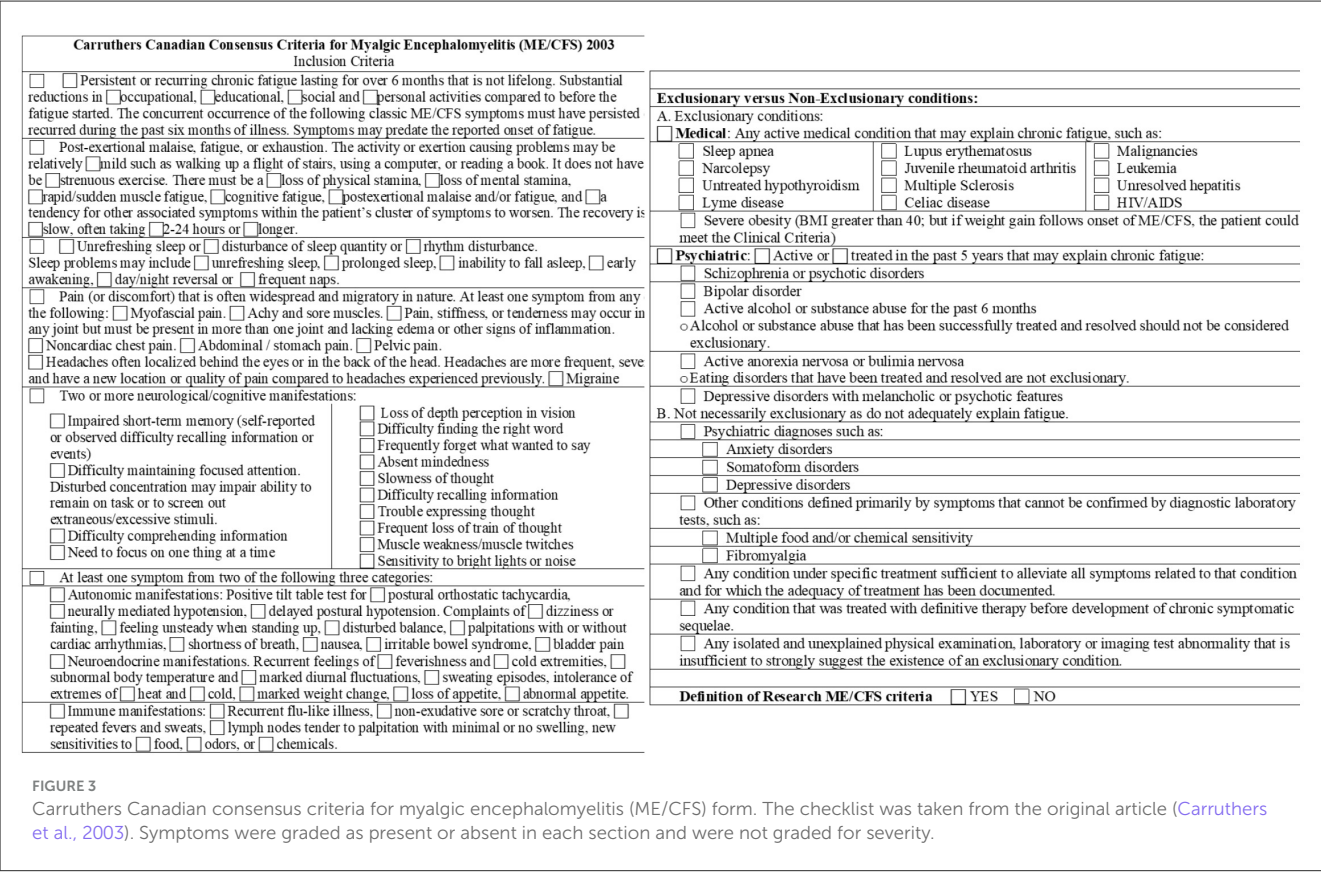 Carruthers Canadian Consensus Criteria for Myalgic Encephalomyelitis (ME/CFS) 2003
Inclusion Criteria
Persistent or recurring chronic fatigue lasting for over 6 months that is not lifelong. Substantial
reductions in occupational, educational, social and personal activities compared to before the
fatigue started. The concurrent occurrence of the following classic ME/CFS symptoms must have persisted
recurred during the past six months of illness. Symptoms may predate the reported onset of fatigue.
Post-exertional malaise, fatigue, or exhaustion. The activity or exertion causing problems may be
relatively mild such as walking up a flight of stairs, using a computer, or reading a book. It does not have
be strenuous exercise. There must be a loss of physical stamina, loss of mental stamina,
rapid/sudden muscle fatigue, cognitive fatigue, postexertional malaise and/or fatigue, and a
tendency for other associated symptoms within the patient's cluster of symptoms to worsen. The recovery is
slow, often taking 2-24 hours or longer.
Unrefreshing sleep or disturbance of sleep quantity or rhythm disturbance.
Sleep problems may include unrefreshing sleep, prolonged sleep, inability to fall asleep, early
awakening, day/night reversal or frequent naps.
Pain (or discomfort) that is often widespread and migratory in nature. At least one symptom from any
the following: Myofascial pain. Achy and sore muscles. Pain, stiffness, or tenderness may occur in
any joint but must be present in more than one joint and lacking edema or other signs of inflammation.
Noncardiac chest pain. Abdominal / stomach pain. Pelvic pain.
Headaches often localized behind the eyes or in the back of the head. Headaches are more frequent, seve
and have a new location or quality of pain compared to headaches experienced previously. Migraine
Two or more neurological/cognitive manifestations:
Impaired short-term memory (self-reported
or observed difficulty recalling information or
events)
Difficulty maintaining focused attention.
Disturbed concentration may impair ability to
remain on task or to screen out
extraneous/excessive stimuli.
Difficulty comprehending information
Need to focus on one thing at a time
Loss of depth perception in vision
Difficulty finding the right word
Frequently forget what wanted to say
Absent mindedness
Slowness of thought
Difficulty recalling information
Trouble expressing thought
Frequent loss of train of thought
Muscle weakness/muscle twitches
Sensitivity to bright lights or noise
At least one symptom from two of the following three categories:
Autonomic manifestations: Positive tilt table test for postural orthostatic tachycardia,
neurally mediated hypotension, delayed postural hypotension. Complaints of dizziness or
fainting, feeling unsteady when standing up, disturbed balance, palpitations with or without
cardiac arrhythmias, shortness of breath, nausea, irritable bowel syndrome, bladder pain
Neuroendocrine manifestations. Recurrent feelings of feverishness and cold extremities,
subnormal body temperature and marked diurnal fluctuations, sweating episodes, intolerance of
extremes of heat and cold, marked weight change, loss of appetite, abnormal appetite.
Immune manifestations: Recurrent flu-like illness, non-exudative sore or scratchy throat,
repeated fevers and sweats, lymph nodes tender to palpitation with minimal or no swelling, new
sensitivities to food, odors, or chemicals.
Exclusionary versus Non-Exclusionary conditions:
A. Exclusionary conditions:
Medical: Any active medical condition that may explain chronic fatigue, such as:
Sleep apnea Lupus erythematosus Malignancies
Narcolepsy Juvenile rheumatoid arthritis Leukemia
Untreated hypothyroidism Multiple Sclerosis Unresolved hepatitis
Lyme disease Celiac disease HIV/AIDS
Severe obesity (BMI greater than 40; but if weight gain follows onset of ME/CFS, the patient could
meet the Clinical Criteria)
Psychiatric: Active or treated in the past 5 years that may explain chronic fatigue:
Schizophrenia or psychotic disorders
Bipolar disorder
Active alcohol or substance abuse for the past 6 months
o Alcohol or substance abuse that has been successfully treated and resolved should not be considered
exclusionary.
Active anorexia nervosa or bulimia nervosa
o Eating disorders that have been treated and resolved are not exclusionary.
Depressive disorders with melancholic or psychotic features
B. Not necessarily exclusionary as do not adequately explain fatigue.
Psychiatric diagnoses such as:
Anxiety disorders
Somatoform disorders
Depressive disorders
Other conditions defined primarily by symptoms that cannot be confirmed by diagnostic laboratory
tests, such as:
Multiple food and/or chemical sensitivity
Fibromyalgia
Any condition under specific treatment sufficient to alleviate all symptoms related to that condition
and for which the adequacy of treatment has been documented.
Any condition that was treated with definitive therapy before development of chronic symptomatic
sequelae.
Any isolated and unexplained physical examination, laboratory or imaging test abnormality that is
insufficient to strongly suggest the existence of an exclusionary condition.
Definition of Research ME/CFS criteria YES NO
FIGURE 3
Carruthers Canadian consensus criteria for myalgic encephalomyelitis (ME/CFS) form. The checklist was taken from the original article (Carruthers
et al., 2003). Symptoms were graded as present or absent in each section and were not graded for severity.